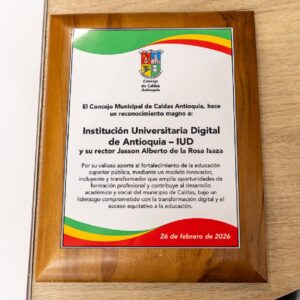 Concejo
de Caldas
Antioquia
El Concejo Municipal de Caldas Antioquia, hace
un reconocimiento magno a:
Institución Universitaria Digital
de Antioquia – IUD
y su rector Jasson Alberto de la Rosa Isaza
Por su valioso aporte al fortalecimiento de la educación
superior pública, mediante un modelo innovador,
incluyente y transformador que amplía oportunidades de
formación profesional y contribuye al desarrollo
académico y social del municipio de Caldas, bajo un
liderazgo comprometido con la transformación digital y el
acceso equitativo a la educación.
26 de febrero de 2026